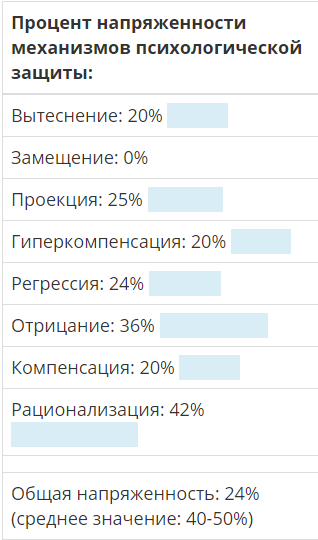 Процент напряженности
механизмов психологической
защиты:
Вытеснение: 20%
Замещение: 0%
Проекция: 25%
Гиперкомпенсация: 20%
Регрессия: 24%
Отрицание: 36%
Компенсация: 20%
Рационализация: 42%
Общая напряженность: 24%
(среднее значение: 40-50%)